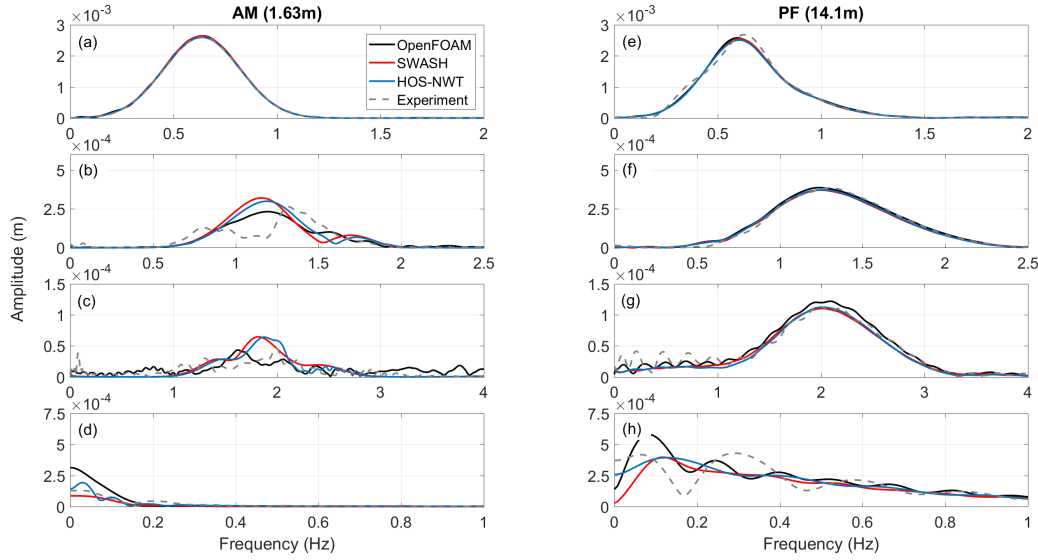 AM (1.63m)
×10⁻³
3
2
1
0
(a)
OpenFOAM
SWASH
HOS-NWT
Experiment
0 0.5 1 1.5 2
×10⁻⁴
5
2.5
0
(b)
0 0.5 1 1.5 2 2.5
×10⁻⁴
1.5
1
0.5
0
(c)
0 1 2 3 4
×10⁻⁴
7.5
5
2.5
0
(d)
0 0.2 0.4 0.6 0.8 1
Frequency (Hz)
Amplitude (m)
PF (14.1m)
×10⁻³
3
2
1
0
(e)
0 0.5 1 1.5 2
×10⁻⁴
5
2.5
0
(f)
0 0.5 1 1.5 2 2.5
×10⁻⁴
1.5
1
0.5
0
(g)
0 1 2 3 4
×10⁻⁴
7.5
5
2.5
0
(h)
0 0.2 0.4 0.6 0.8 1
Frequency (Hz)